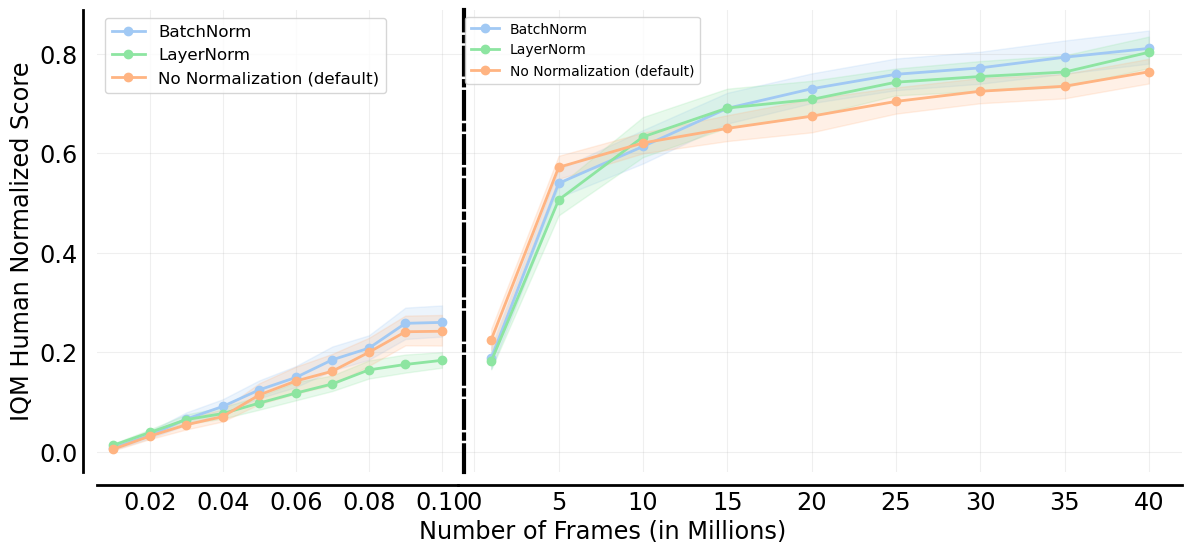 BatchNorm
LayerNorm
No Normalization (default)
BatchNorm
LayerNorm
No Normalization (default)
IQM Human Normalized Score
0.8
0.6
0.4
0.2
0.0
0.02 0.04 0.06 0.08 0.10 0 5 10 15 20 25 30 35 40
Number of Frames (in Millions)